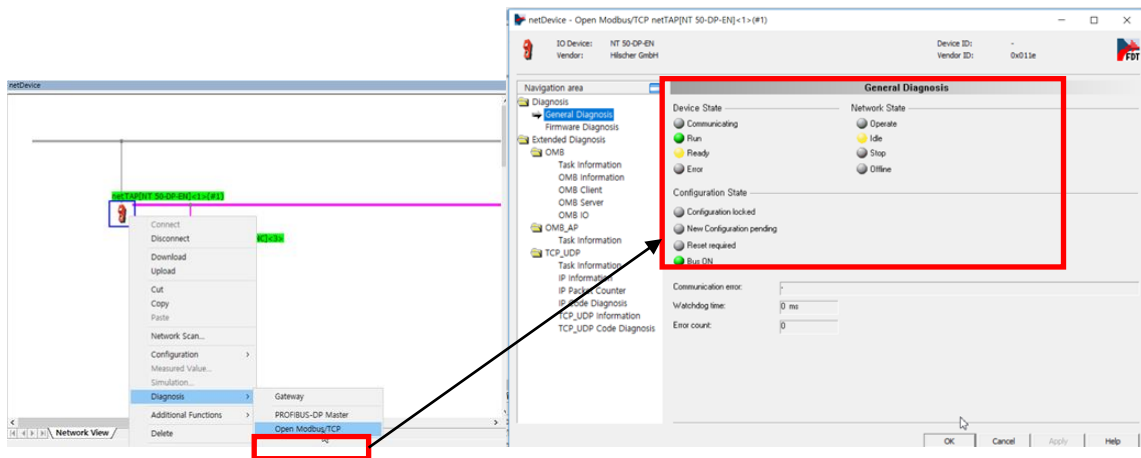 netDevice
netTAP[NT 50-DP-EN]<1>(#1)
C]<3>
Connect
Disconnect
Download
Upload
Cut
Copy
Paste
Network Scan...
Configuration >
Measured Value...
Simulation...
Diagnosis >
Additional Functions >
Delete
Gateway
PROFIBUS-DP Master
Open Modbus/TCP
Network View
netDevice - Open Modbus/TCP netTAP[NT 50-DP-EN]<1>(#1)
IO Device: NT 50-DP-EN
Vendor: Hilscher GmbH
Device ID: -
Vendor ID: 0x011e
FDT
Navigation area
Diagnosis
General Diagnosis
Firmware Diagnosis
Extended Diagnosis
OMB
Task Information
OMB Information
OMB Client
OMB Server
OMB IO
OMB_AP
Task Information
TCP_UDP
Task Information
IP Information
IP Packet Counter
IP Code Diagnosis
TCP_UDP Information
TCP_UDP Code Diagnosis
General Diagnosis
Device State
Communicating
Run
Ready
Error
Network State
Operate
Idle
Stop
Offline
Configuration State
Configuration locked
New Configuration pending
Reset required
Bus ON
Communication error: -
Watchdog time: 0 ms
Error count: 0
OK Cancel Apply Help